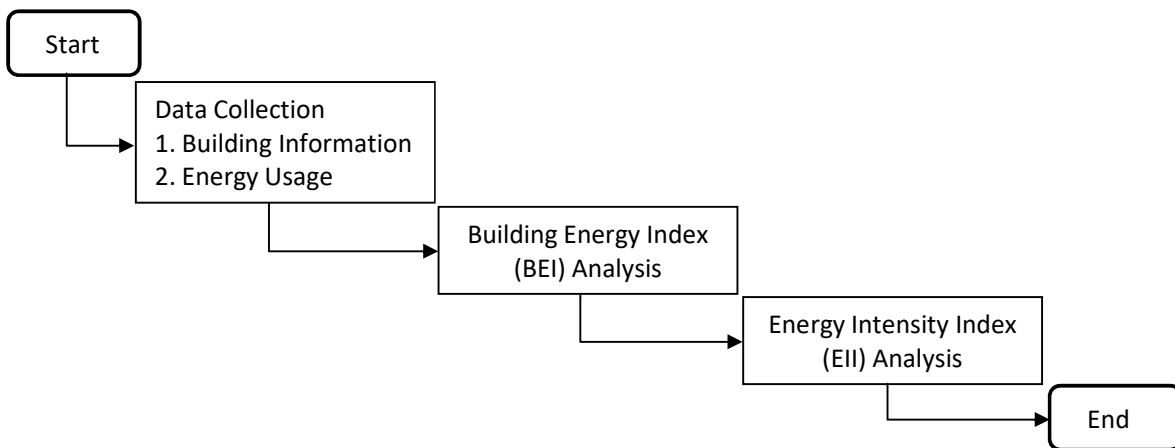 Start
Data Collection
1. Building Information
2. Energy Usage
Building Energy Index
(BEI) Analysis
Energy Intensity Index
(EII) Analysis
End